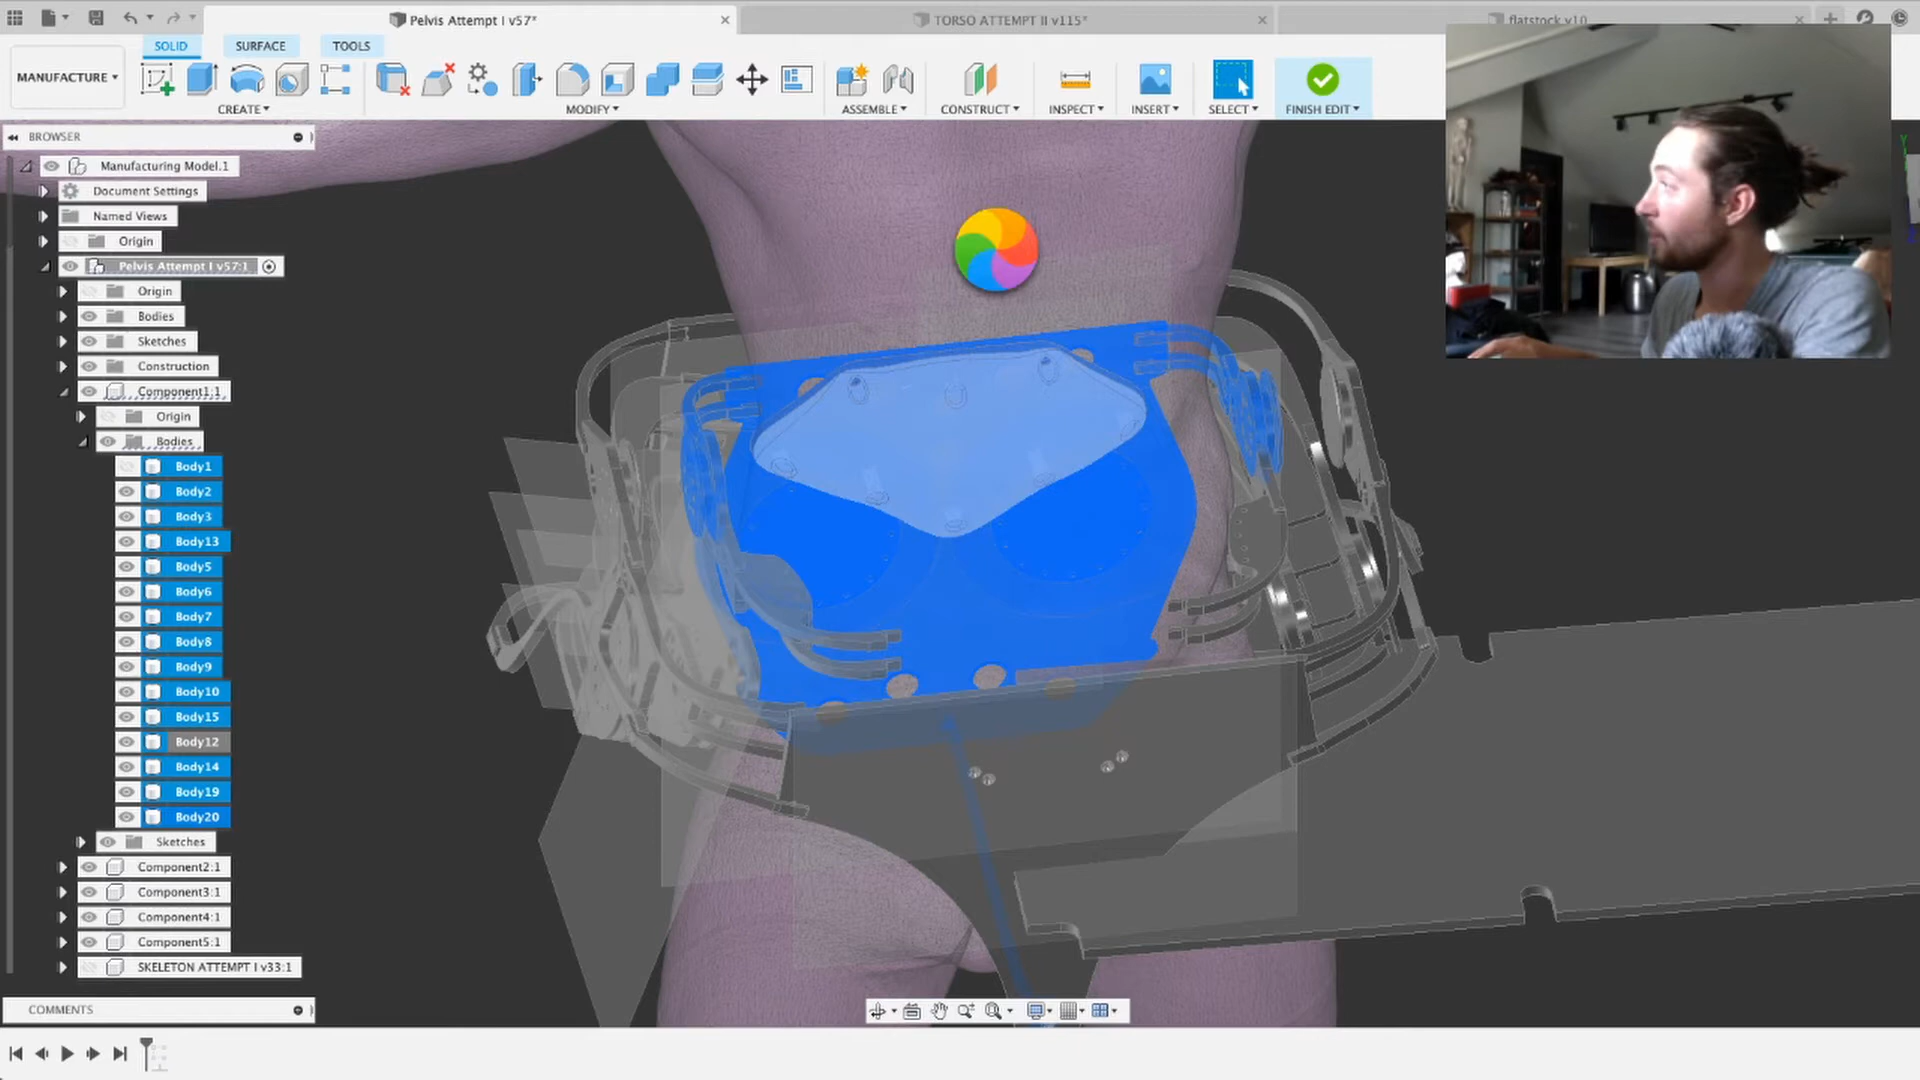 Pelvis Attempt I v57*
TORSO ATTEMPT II v115*
flatstock v10
MANUFACTURE
SOLID
SURFACE
TOOLS
CREATE
MODIFY
ASSEMBLE
CONSTRUCT
INSPECT
INSERT
SELECT
FINISH EDIT
BROWSER
Manufacturing Model.1
Document Settings
Named Views
Origin
Pelvis Attempt I v57:1
Origin
Bodies
Sketches
Construction
Component1:1
Origin
Bodies
Body1
Body2
Body3
Body13
Body5
Body6
Body7
Body8
Body9
Body10
Body15
Body12
Body14
Body19
Body20
Sketches
Component2:1
Component3:1
Component4:1
Component5:1
SKELETON ATTEMPT I v33:1
COMMENTS
Y